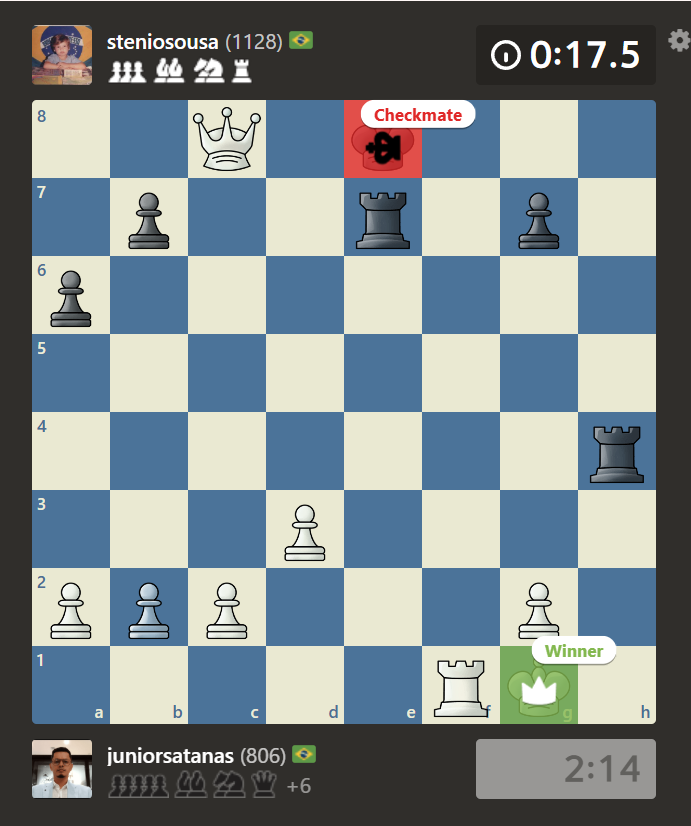 steniosousa (1128)
0:17.5
8
Checkmate
7
6
5
4
3
2
1
Winner
a b c d e f g h
juniorsatanas (806)
+6
2:14